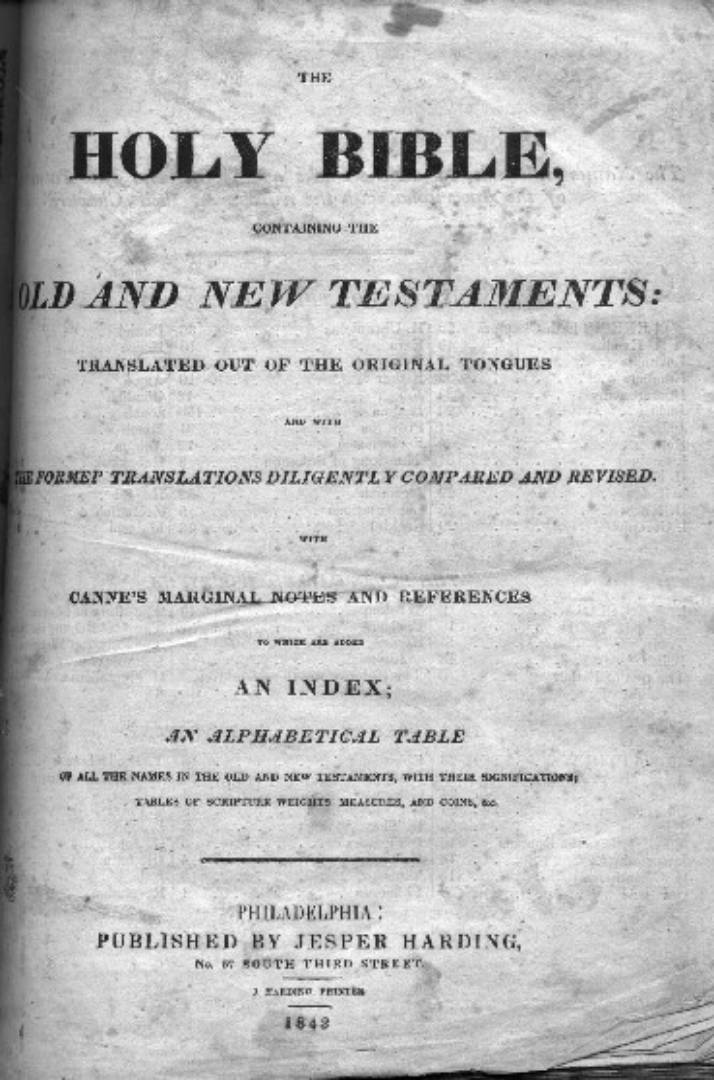 THE
HOLY BIBLE,
CONTAINING THE
OLD AND NEW TESTAMENTS:
TRANSLATED OUT OF THE ORIGINAL TONGUES
AND WITH
THE FORMER TRANSLATIONS DILIGENTLY COMPARED AND REVISED.
WITH
CANNE'S MARGINAL NOTES AND REFERENCES
TO WHICH ARE ADDED
AN INDEX;
AN ALPHABETICAL TABLE
OF ALL THE NAMES IN THE OLD AND NEW TESTAMENTS, WITH THEIR SIGNIFICATIONS;
TABLES OF SCRIPTURE WEIGHTS MEASURES, AND COINS, &c.
PHILADELPHIA:
PUBLISHED BY JESPER HARDING,
No. 57 SOUTH THIRD STREET.
J HARDING PRINTER